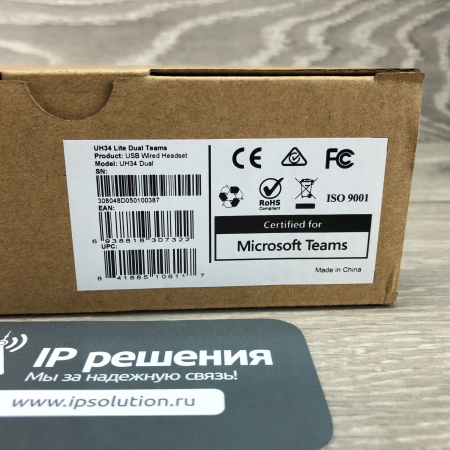 UH34 Lite Dual Teams
Product: USB Wired Headset
Model: UH34 Dual
SN:
308048D050100387
EAN:
6 938818 307322
UPC:
8 41885 10611 7
CE
FC
RoHS
Compliant
ISO 9001
Certified for
Microsoft Teams
Made in China
IP решения
Мы за надежную связь!
www.ipsolution.ru